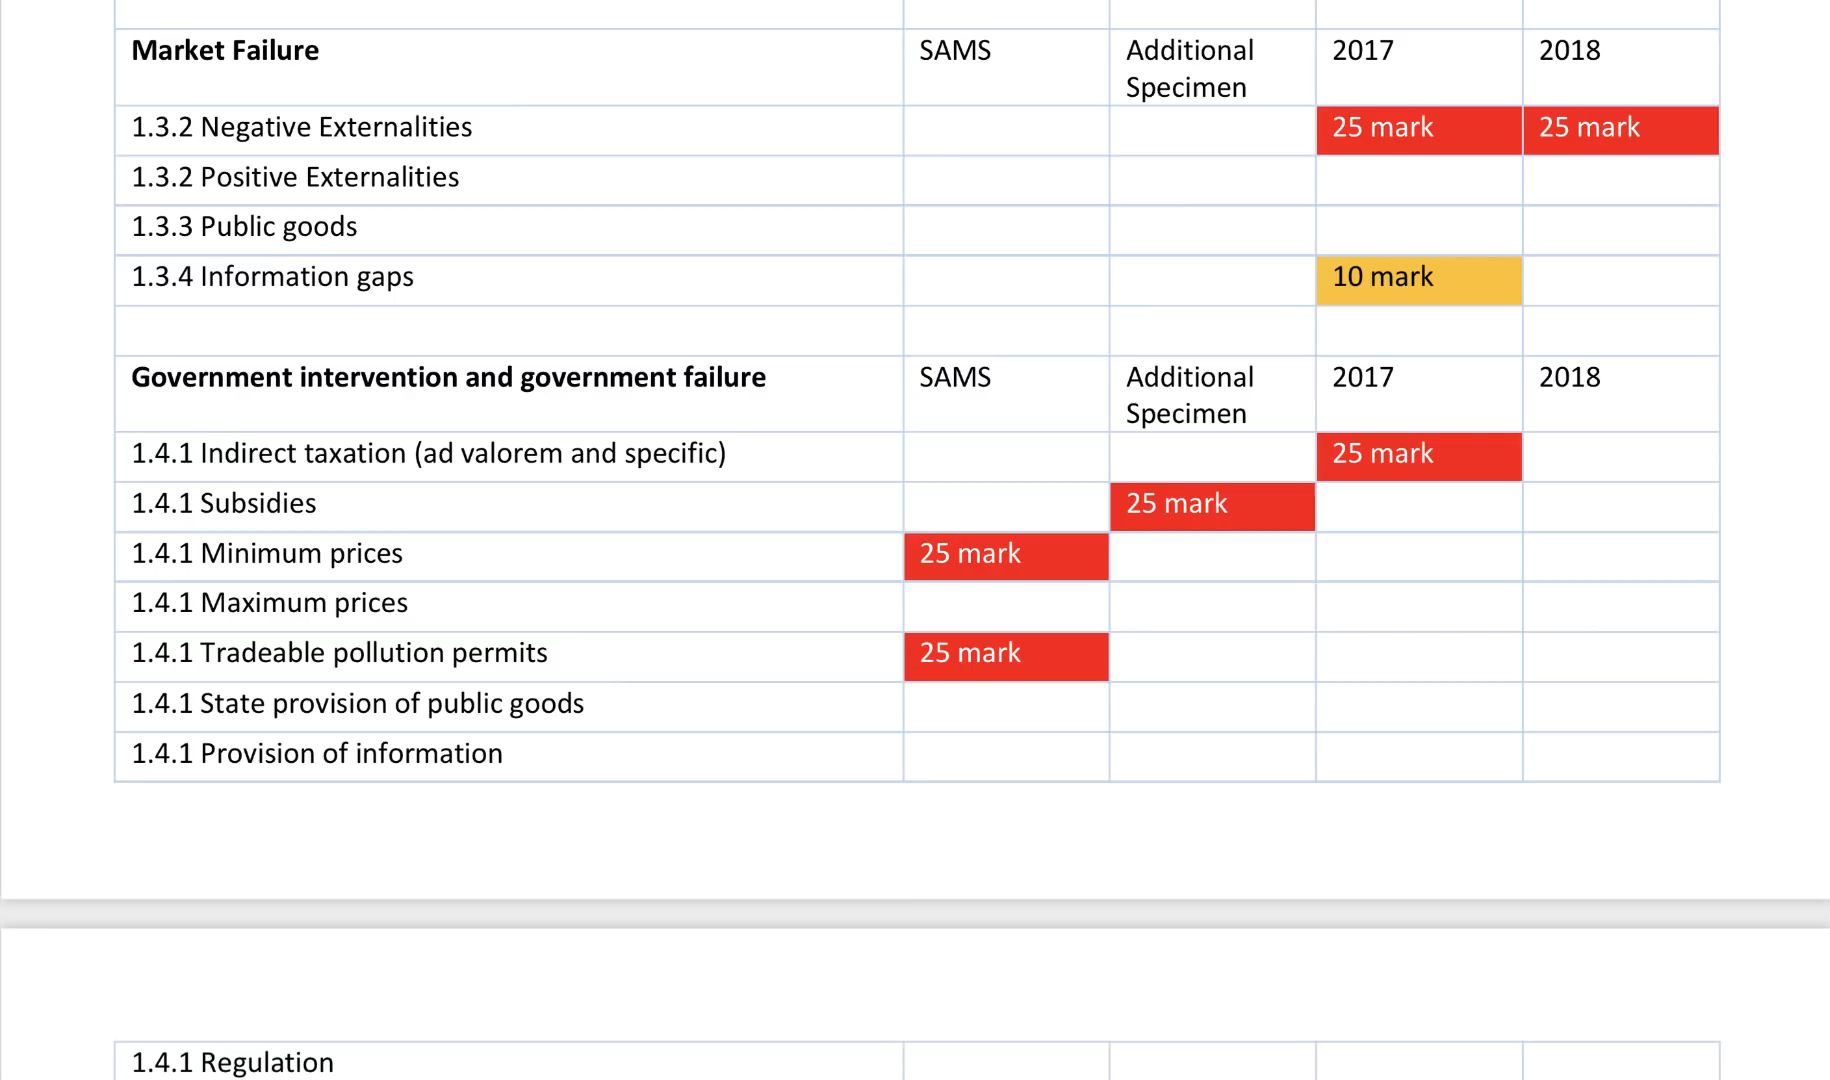 Market Failure SAMS Additional Specimen 2017 2018
1.3.2 Negative Externalities 25 mark 25 mark
1.3.2 Positive Externalities
1.3.3 Public goods
1.3.4 Information gaps 10 mark
Government intervention and government failure SAMS Additional Specimen 2017 2018
1.4.1 Indirect taxation (ad valorem and specific) 25 mark
1.4.1 Subsidies 25 mark
1.4.1 Minimum prices 25 mark
1.4.1 Maximum prices
1.4.1 Tradeable pollution permits 25 mark
1.4.1 State provision of public goods
1.4.1 Provision of information
1.4.1 Regulation